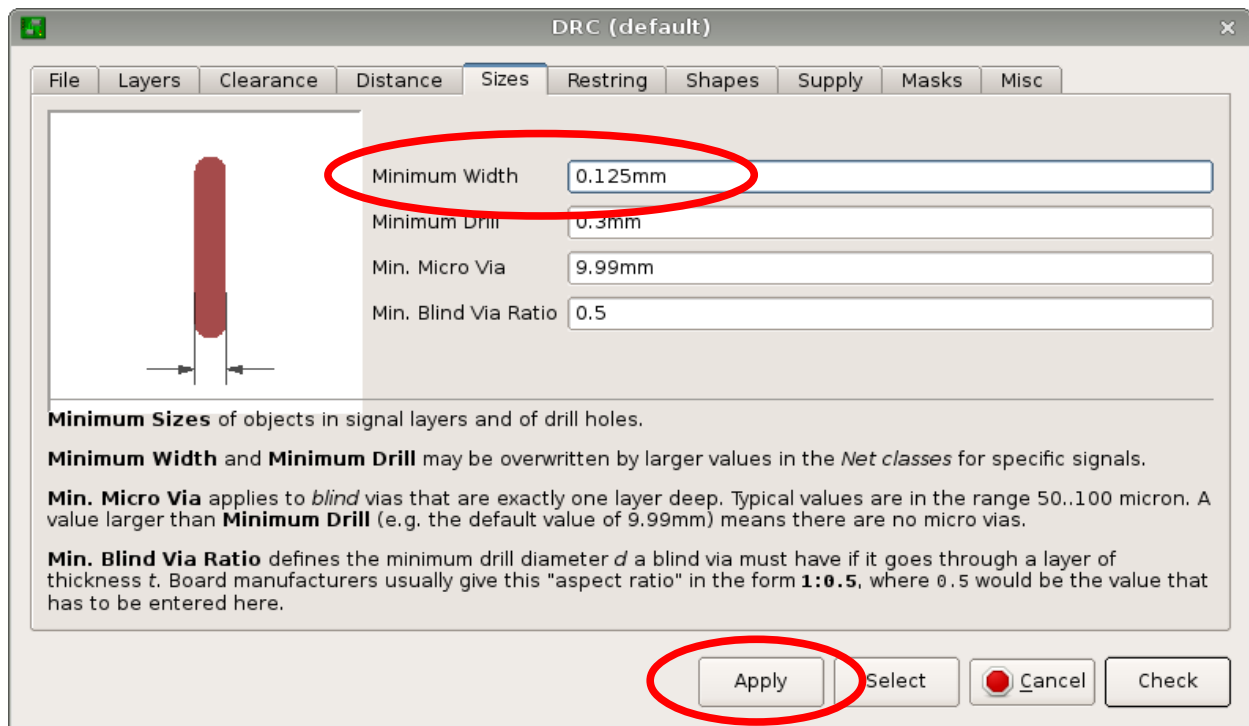 DRC (default)
File Layers Clearance Distance Sizes Restring Shapes Supply Masks Misc
Minimum Width 0.125mm
Minimum Drill 0.3mm
Min. Micro Via 9.99mm
Min. Blind Via Ratio 0.5
Minimum Sizes of objects in signal layers and of drill holes.
Minimum Width and Minimum Drill may be overwritten by larger values in the Net classes for specific signals.
Min. Micro Via applies to blind vias that are exactly one layer deep. Typical values are in the range 50..100 micron. A
value larger than Minimum Drill (e.g. the default value of 9.99mm) means there are no micro vias.
Min. Blind Via Ratio defines the minimum drill diameter d a blind via must have if it goes through a layer of
thickness t. Board manufacturers usually give this "aspect ratio" in the form 1:0.5, where 0.5 would be the value that
has to be entered here.
Apply Select Cancel Check